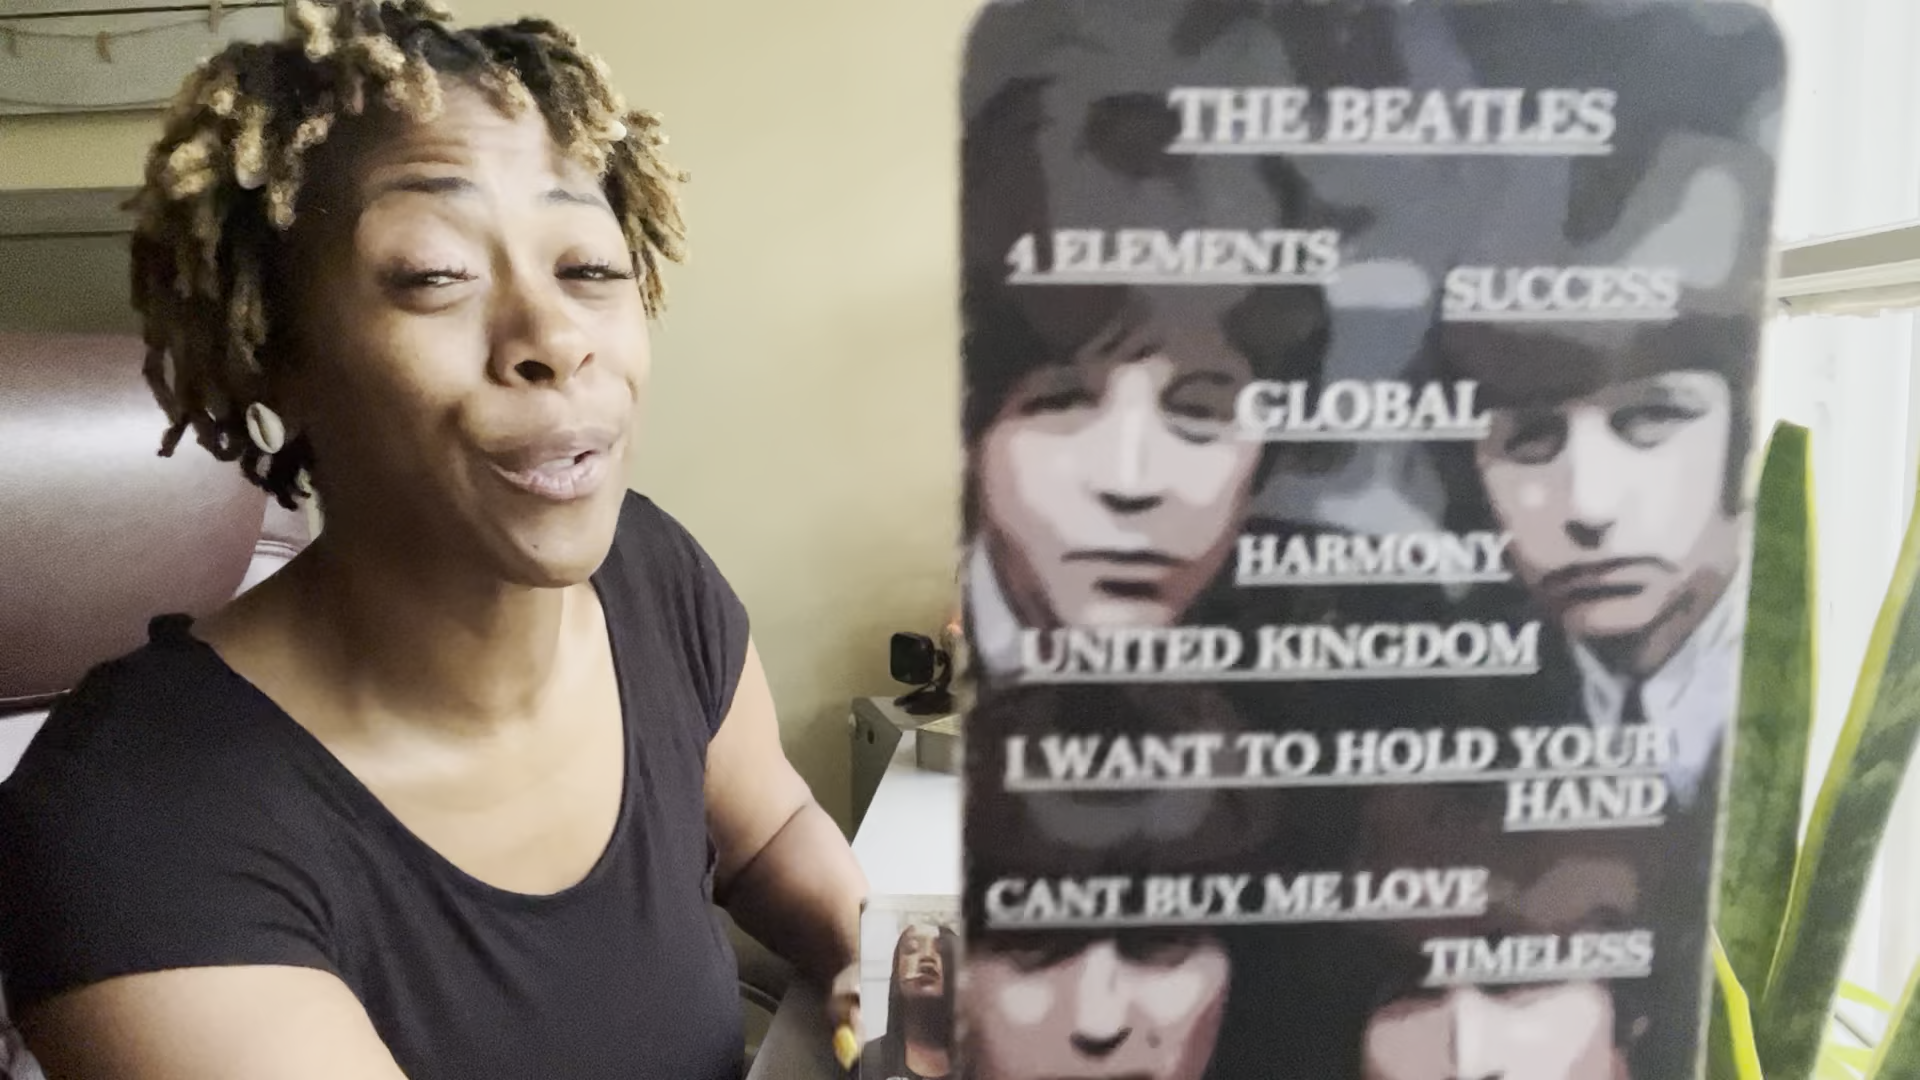 THE BEATLES
4 ELEMENTS
SUCCESS
GLOBAL
HARMONY
UNITED KINGDOM
I WANT TO HOLD YOUR
HAND
CANT BUY ME LOVE
TIMELESS